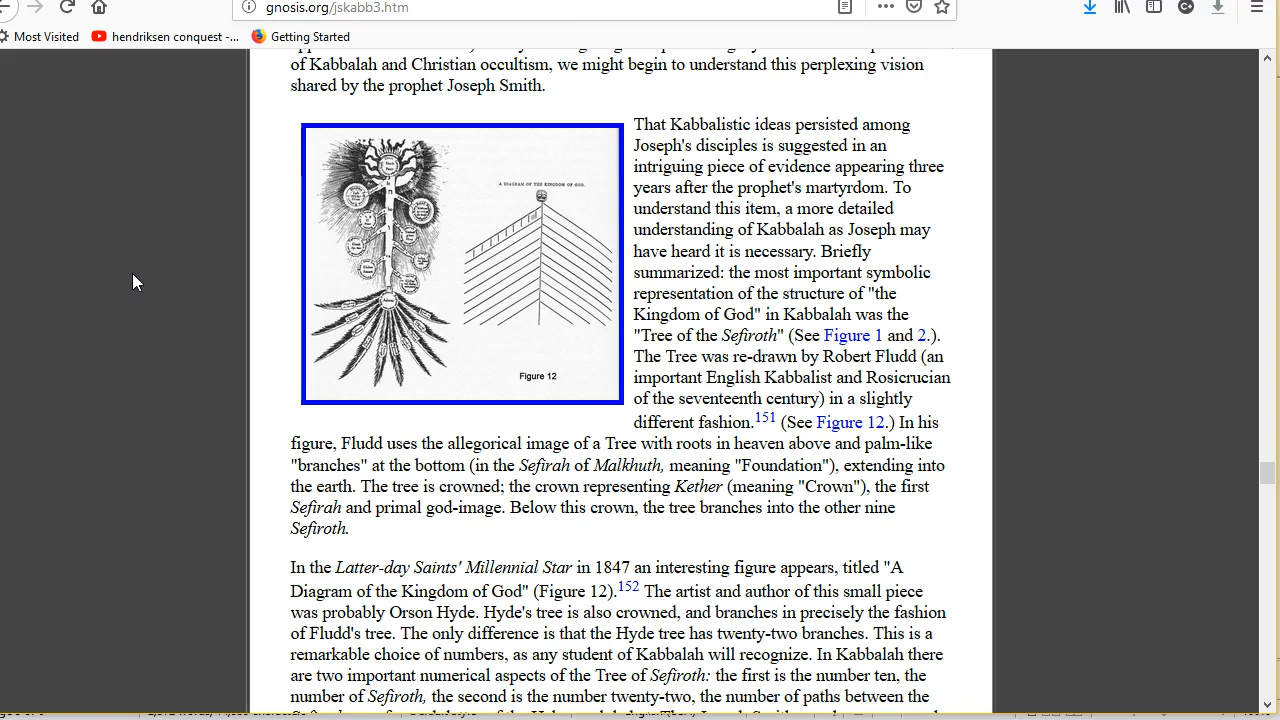 gnosis.org/jskabb3.htm
Most Visited hendriksen conquest -... Getting Started
of Kabbalah and Christian occultism, we might begin to understand this perplexing vision
shared by the prophet Joseph Smith.
A DIAGRAM OF THE KINGDOM OF GOD.
Figure 12
That Kabbalistic ideas persisted among
Joseph's disciples is suggested in an
intriguing piece of evidence appearing three
years after the prophet's martyrdom. To
understand this item, a more detailed
understanding of Kabbalah as Joseph may
have heard it is necessary. Briefly
summarized: the most important symbolic
representation of the structure of "the
Kingdom of God" in Kabbalah was the
"Tree of the Sefiroth" (See Figure 1 and 2.).
The Tree was re-drawn by Robert Fludd (an
important English Kabbalist and Rosicrucian
of the seventeenth century) in a slightly
different fashion.151 (See Figure 12.) In his
figure, Fludd uses the allegorical image of a Tree with roots in heaven above and palm-like
"branches" at the bottom (in the Sefirah of Malkhuth, meaning "Foundation"), extending into
the earth. The tree is crowned; the crown representing Kether (meaning "Crown"), the first
Sefirah and primal god-image. Below this crown, the tree branches into the other nine
Sefiroth.
In the Latter-day Saints' Millennial Star in 1847 an interesting figure appears, titled "A
Diagram of the Kingdom of God" (Figure 12).152 The artist and author of this small piece
was probably Orson Hyde. Hyde's tree is also crowned, and branches in precisely the fashion
of Fludd's tree. The only difference is that the Hyde tree has twenty-two branches. This is a
remarkable choice of numbers, as any student of Kabbalah will recognize. In Kabbalah there
are two important numerical aspects of the Tree of Sefiroth: the first is the number ten, the
number of Sefiroth, the second is the number twenty-two, the number of paths between the